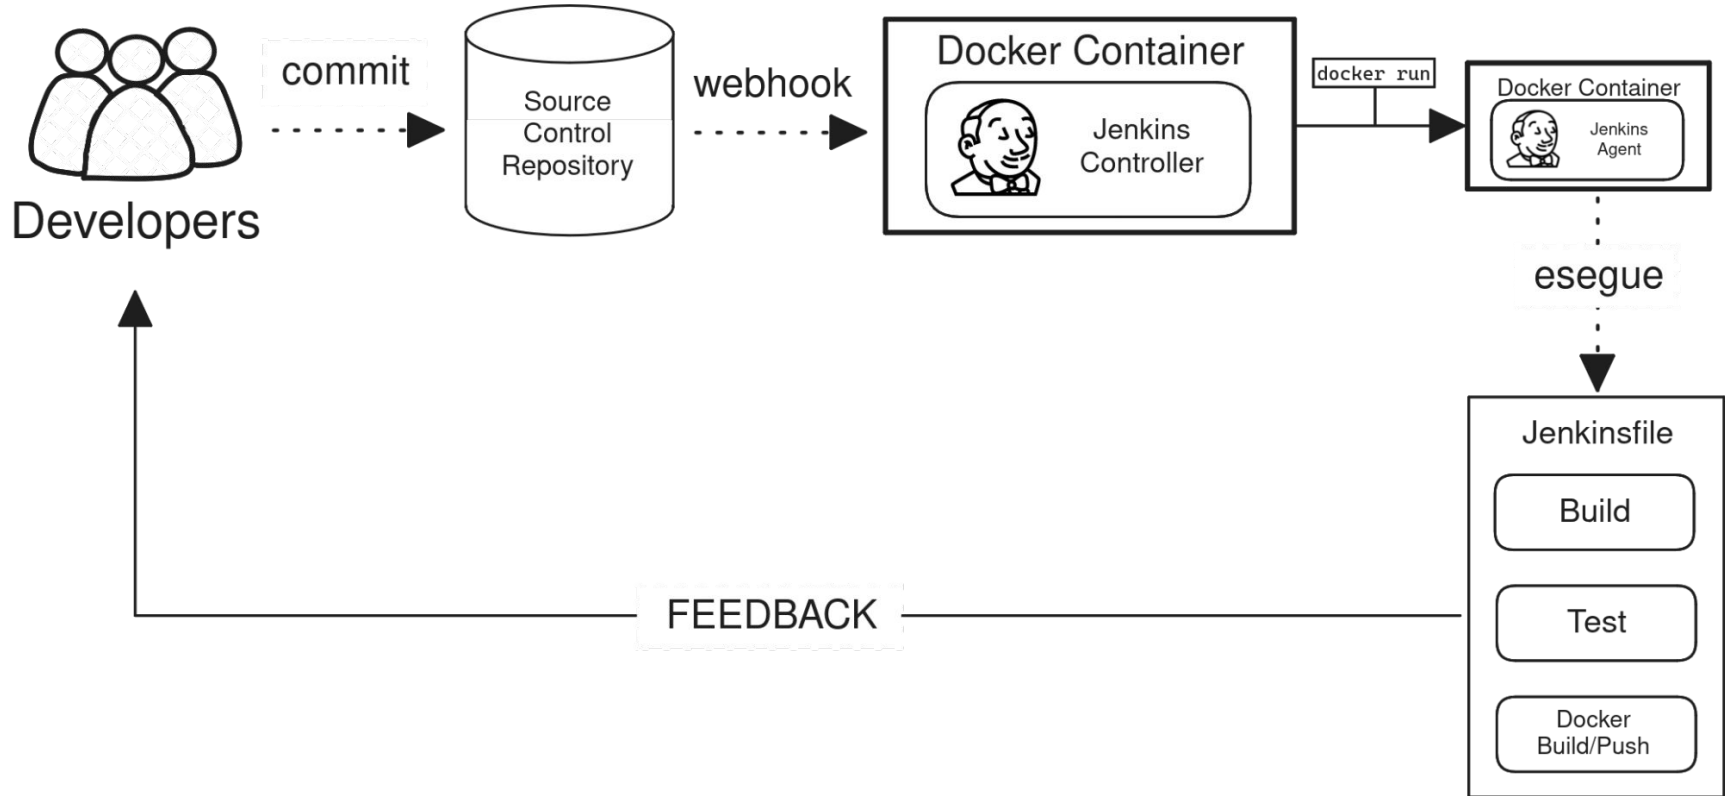 Developers
commit
Source
Control
Repository
webhook
Docker Container
Jenkins
Controller
docker run
Docker Container
Jenkins
Agent
esegue
Jenkinsfile
Build
Test
Docker
Build/Push
FEEDBACK